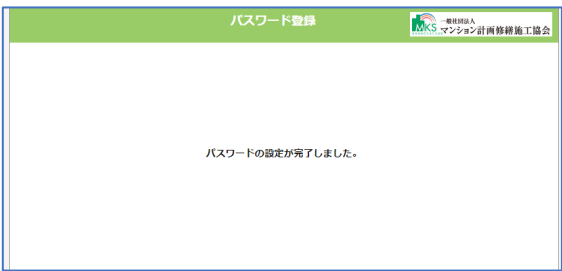 パスワード登録
MKS
一般社団法人
マンション計画修繕施工協会
パスワードの設定が完了しました。